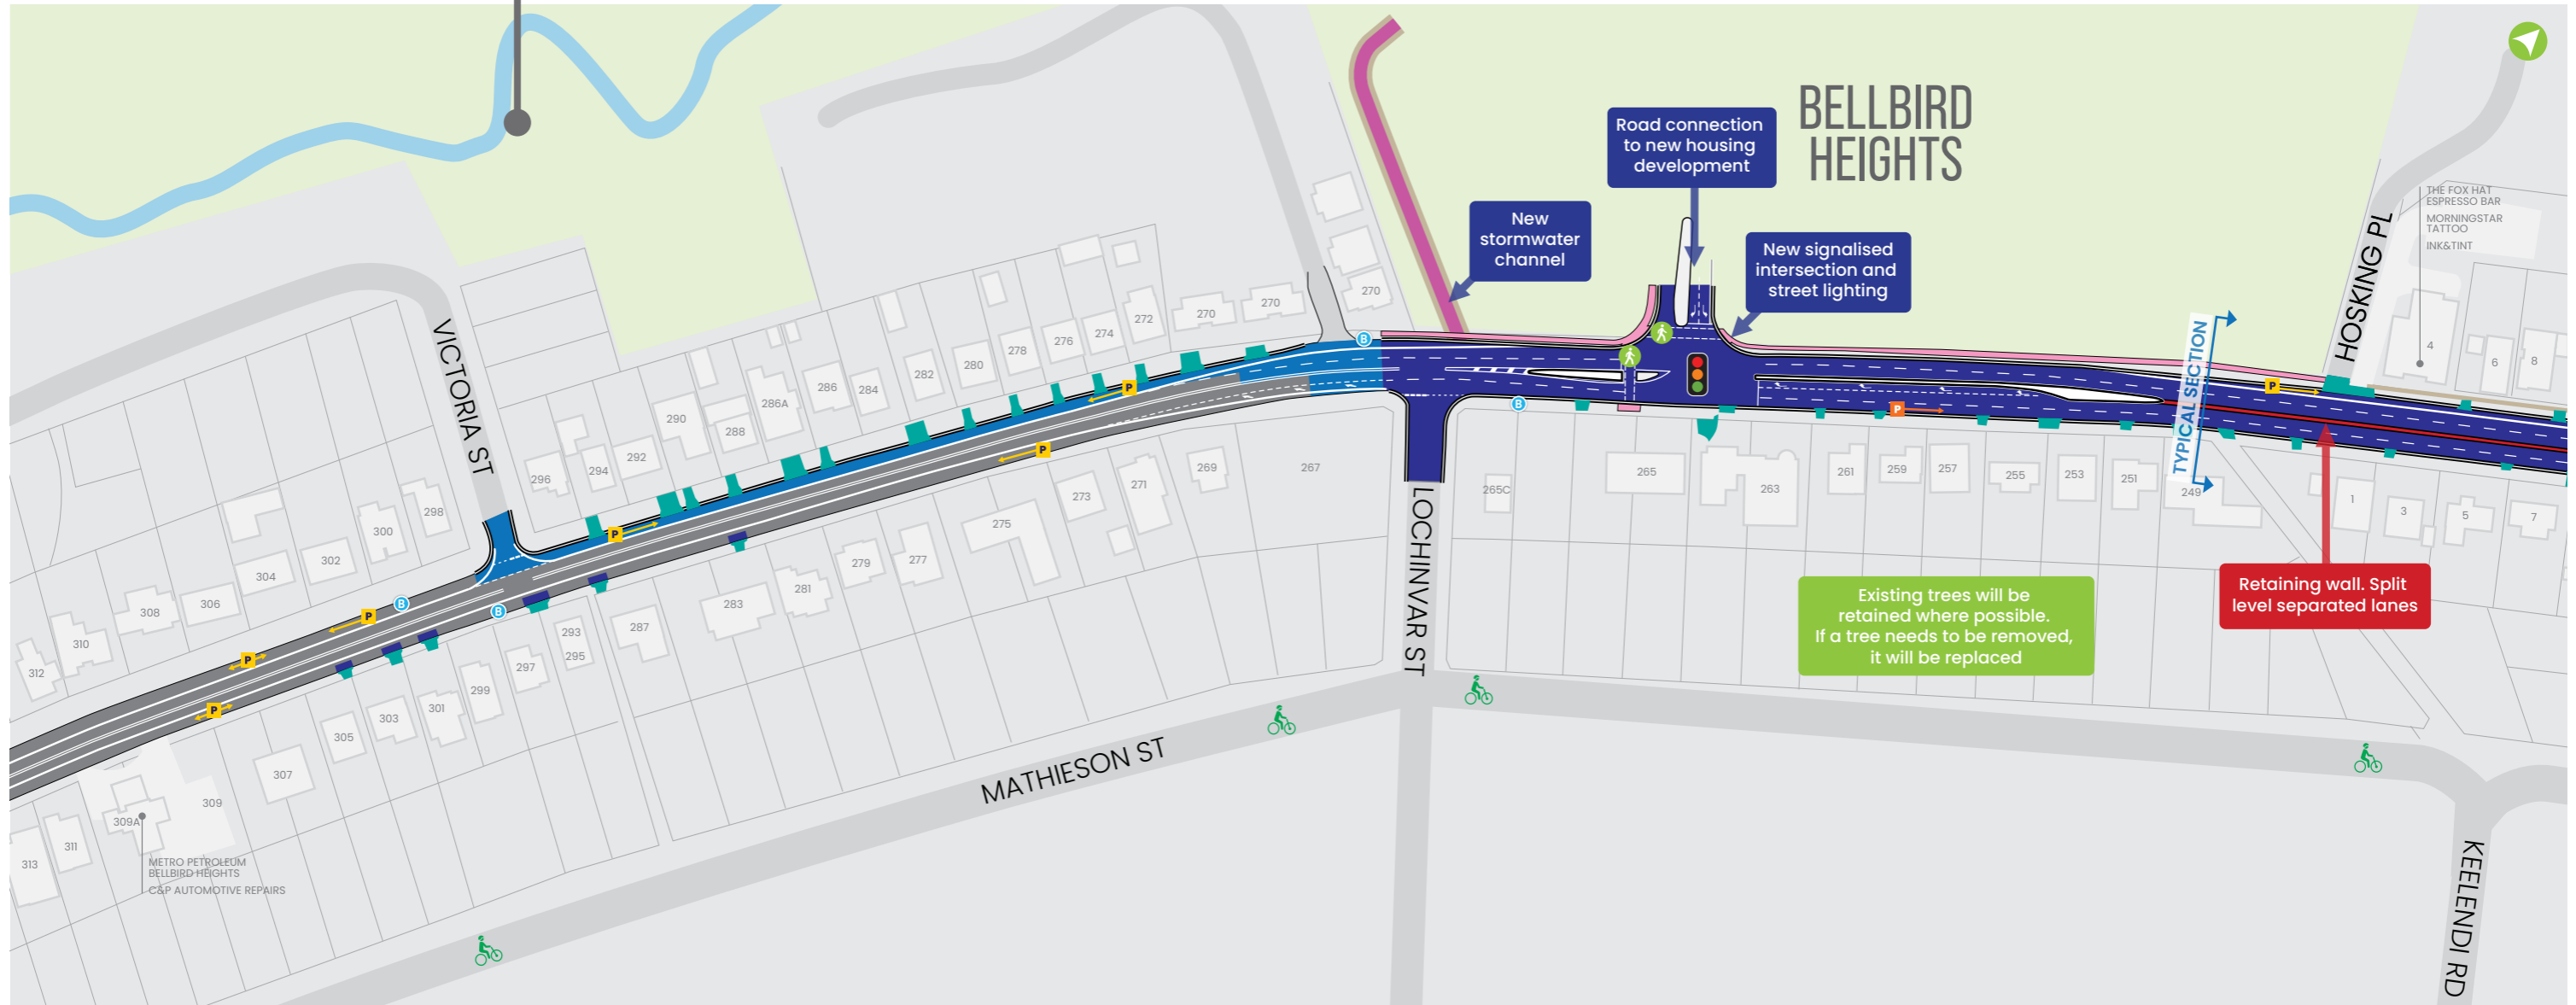 BELLBIRD
HEIGHTS
Road connection
to new housing
development
New
stormwater
channel
New signalised
intersection and
street lighting
THE FOX HAT
ESPRESSO BAR
MORNINGSTAR
TATTOO
INK&TINT
HOSKING PL
TYPICAL SECTION
VICTORIA ST
LOCHINVAR ST
MATHIESON ST
KEELENDI RD
Existing trees will be
retained where possible.
If a tree needs to be removed,
it will be replaced
Retaining wall. Split
level separated lanes
METRO PETROLEUM
BELLBIRD HEIGHTS
C&P AUTOMOTIVE REPAIRS
312
310
308
306
304
302
300
298
296
294
292
290
288
286A
286
284
282
280
278
276
274
272
270
270
270
4
6
8
313
311
309A
309
307
305
303
301
299
297
293
295
287
283
281
279
277
275
273
271
269
267
265C
265
263
261
259
257
255
253
251
249
1
3
5
7
P
P
P
P
P
P
P
P
B
B
B
B